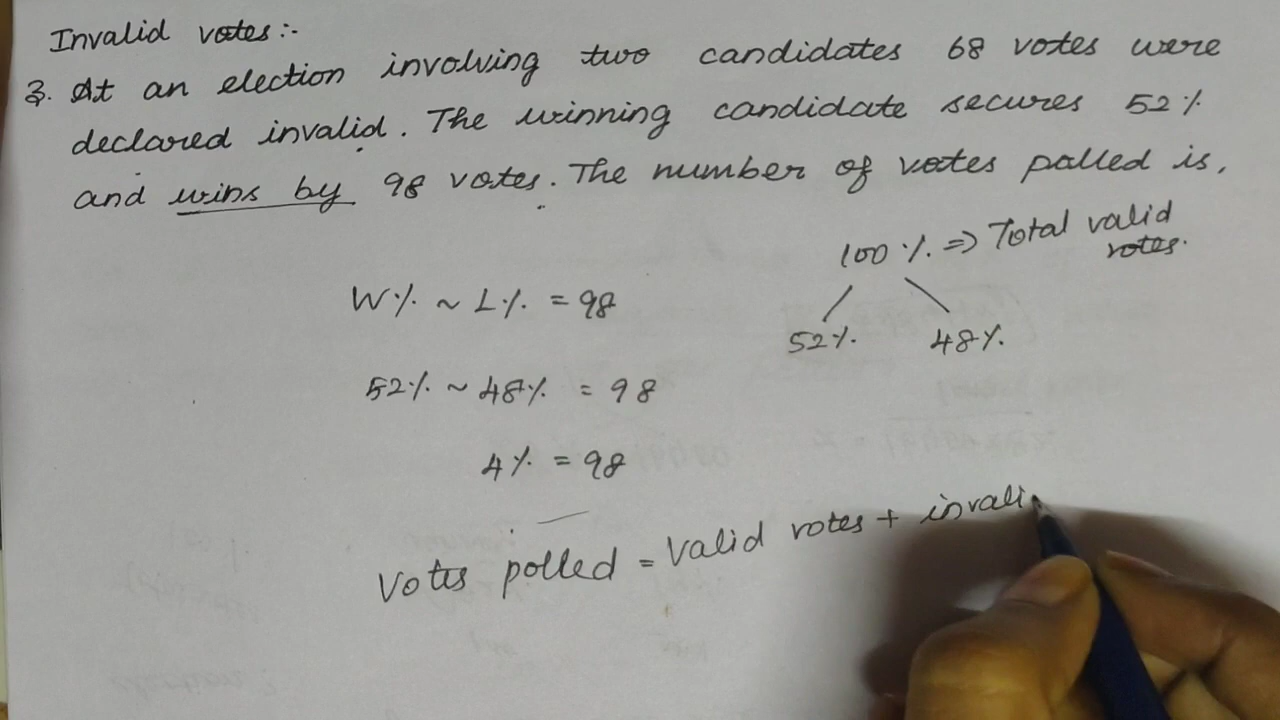 Invalid votes:-
3. At an election involving two candidates 68 votes were
declared invalid. The winning candidate secures 52%
and wins by 98 votes. The number of votes polled is,
100% => Total valid
votes.
W% ~ L% = 98
52% 48%
52% ~ 48% = 98
4% = 98
Votes polled = Valid votes + invali